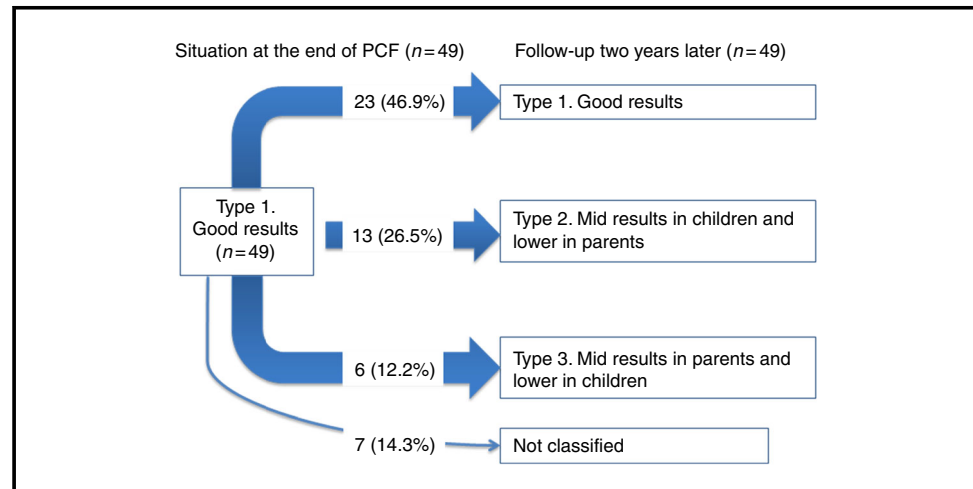 Situation at the end of PCF (n=49)
Follow-up two years later (n=49)
23 (46.9%)
Type 1. Good results
Type 1.
Good results
(n=49)
13 (26.5%)
Type 2. Mid results in children and
lower in parents
6 (12.2%)
Type 3. Mid results in parents and
lower in children
7 (14.3%)
Not classified